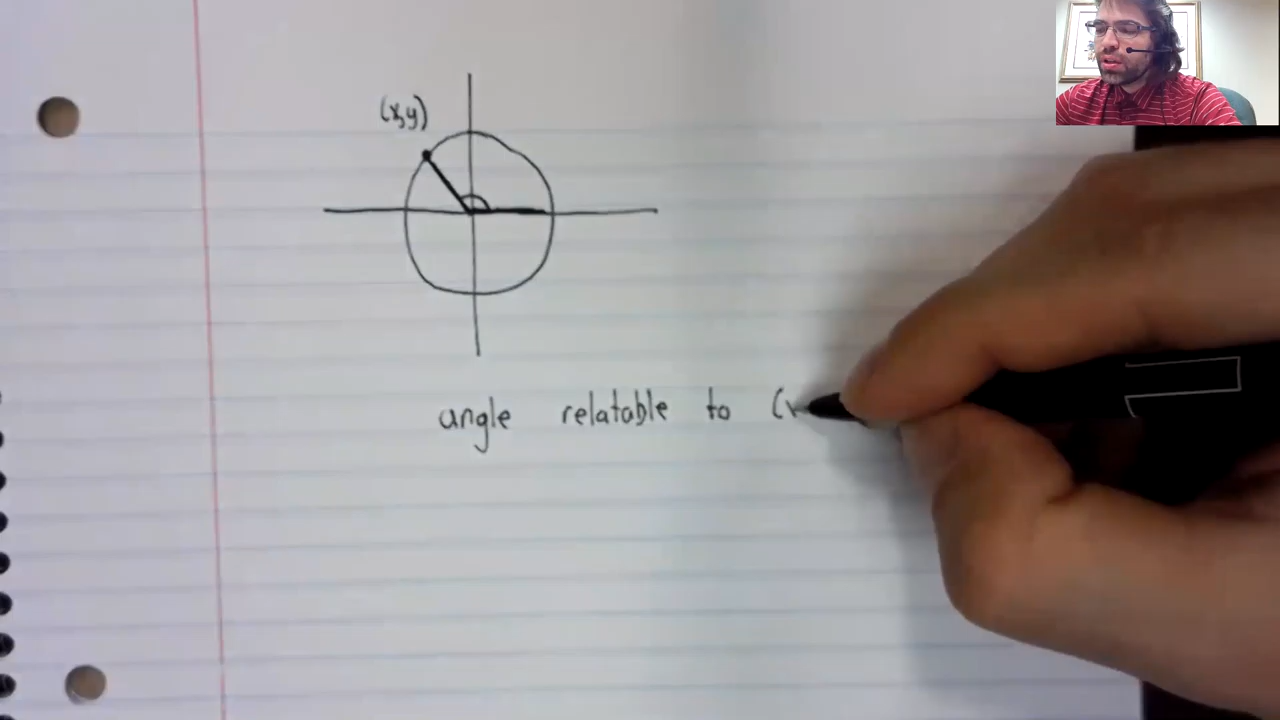 (x,y)
angle relatable to (